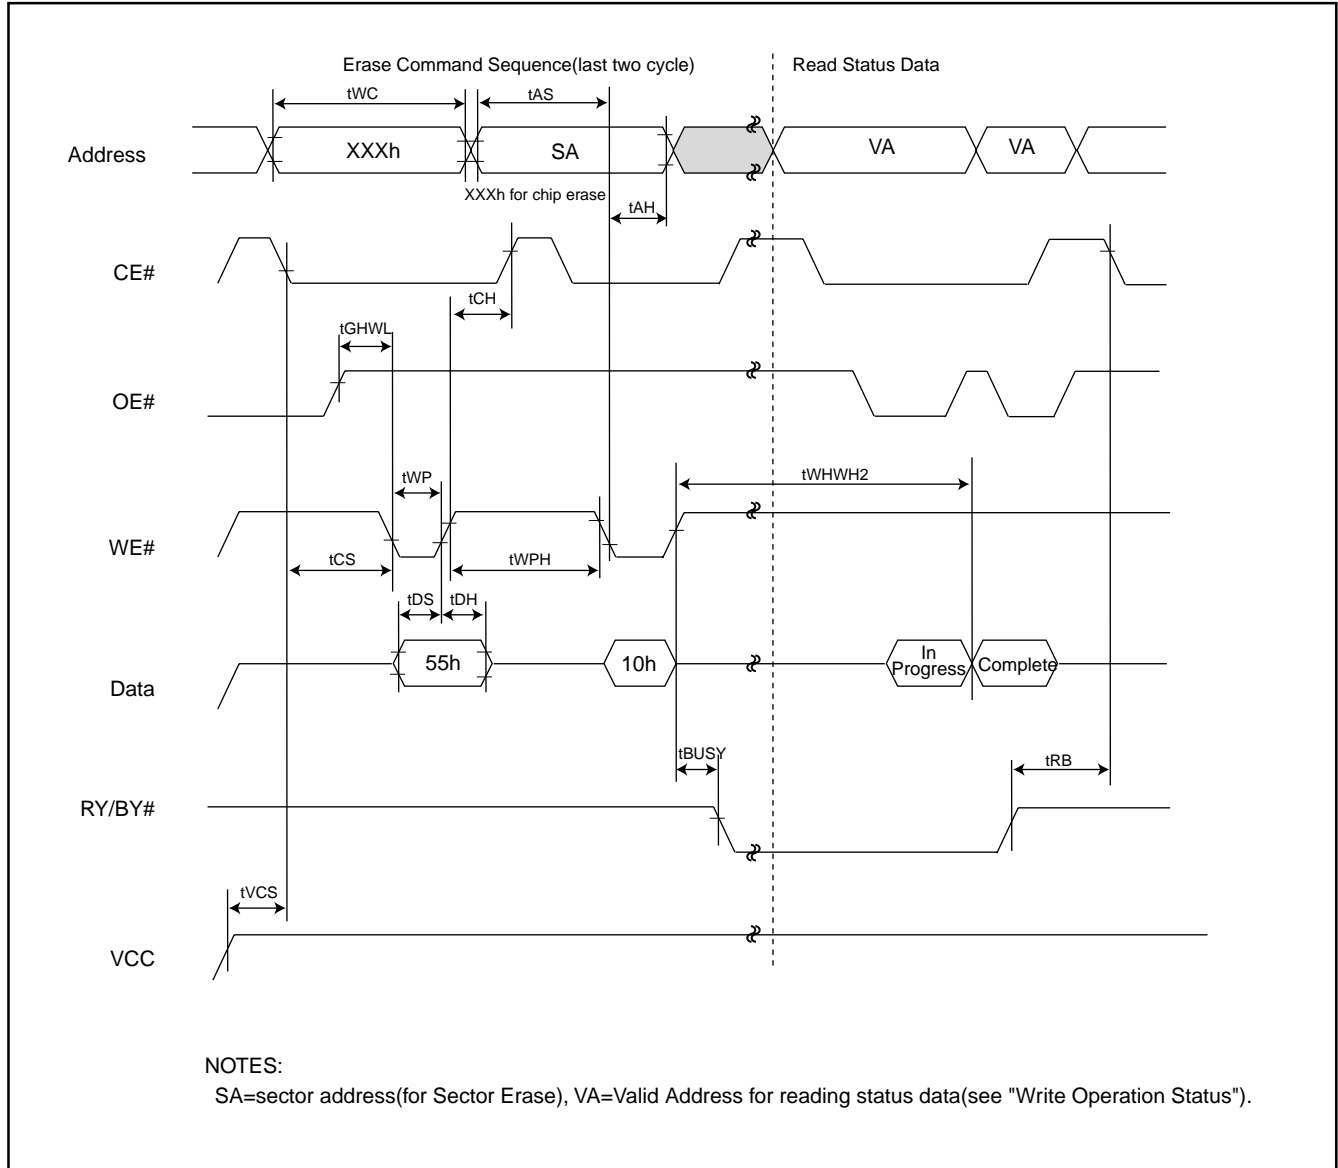 Erase Command Sequence(last two cycle)
Read Status Data
tWC
tAS
Address
XXXh
SA
VA
VA
XXXh for chip erase
tAH
CE#
tCH
tGHWL
OE#
tWP
tWHWH2
WE#
tCS
tWPH
tDS
tDH
55h
10h
In
Progress
Complete
Data
tBUSY
tRB
RY/BY#
tVCS
VCC
NOTES:
SA=sector address(for Sector Erase), VA=Valid Address for reading status data(see "Write Operation Status").